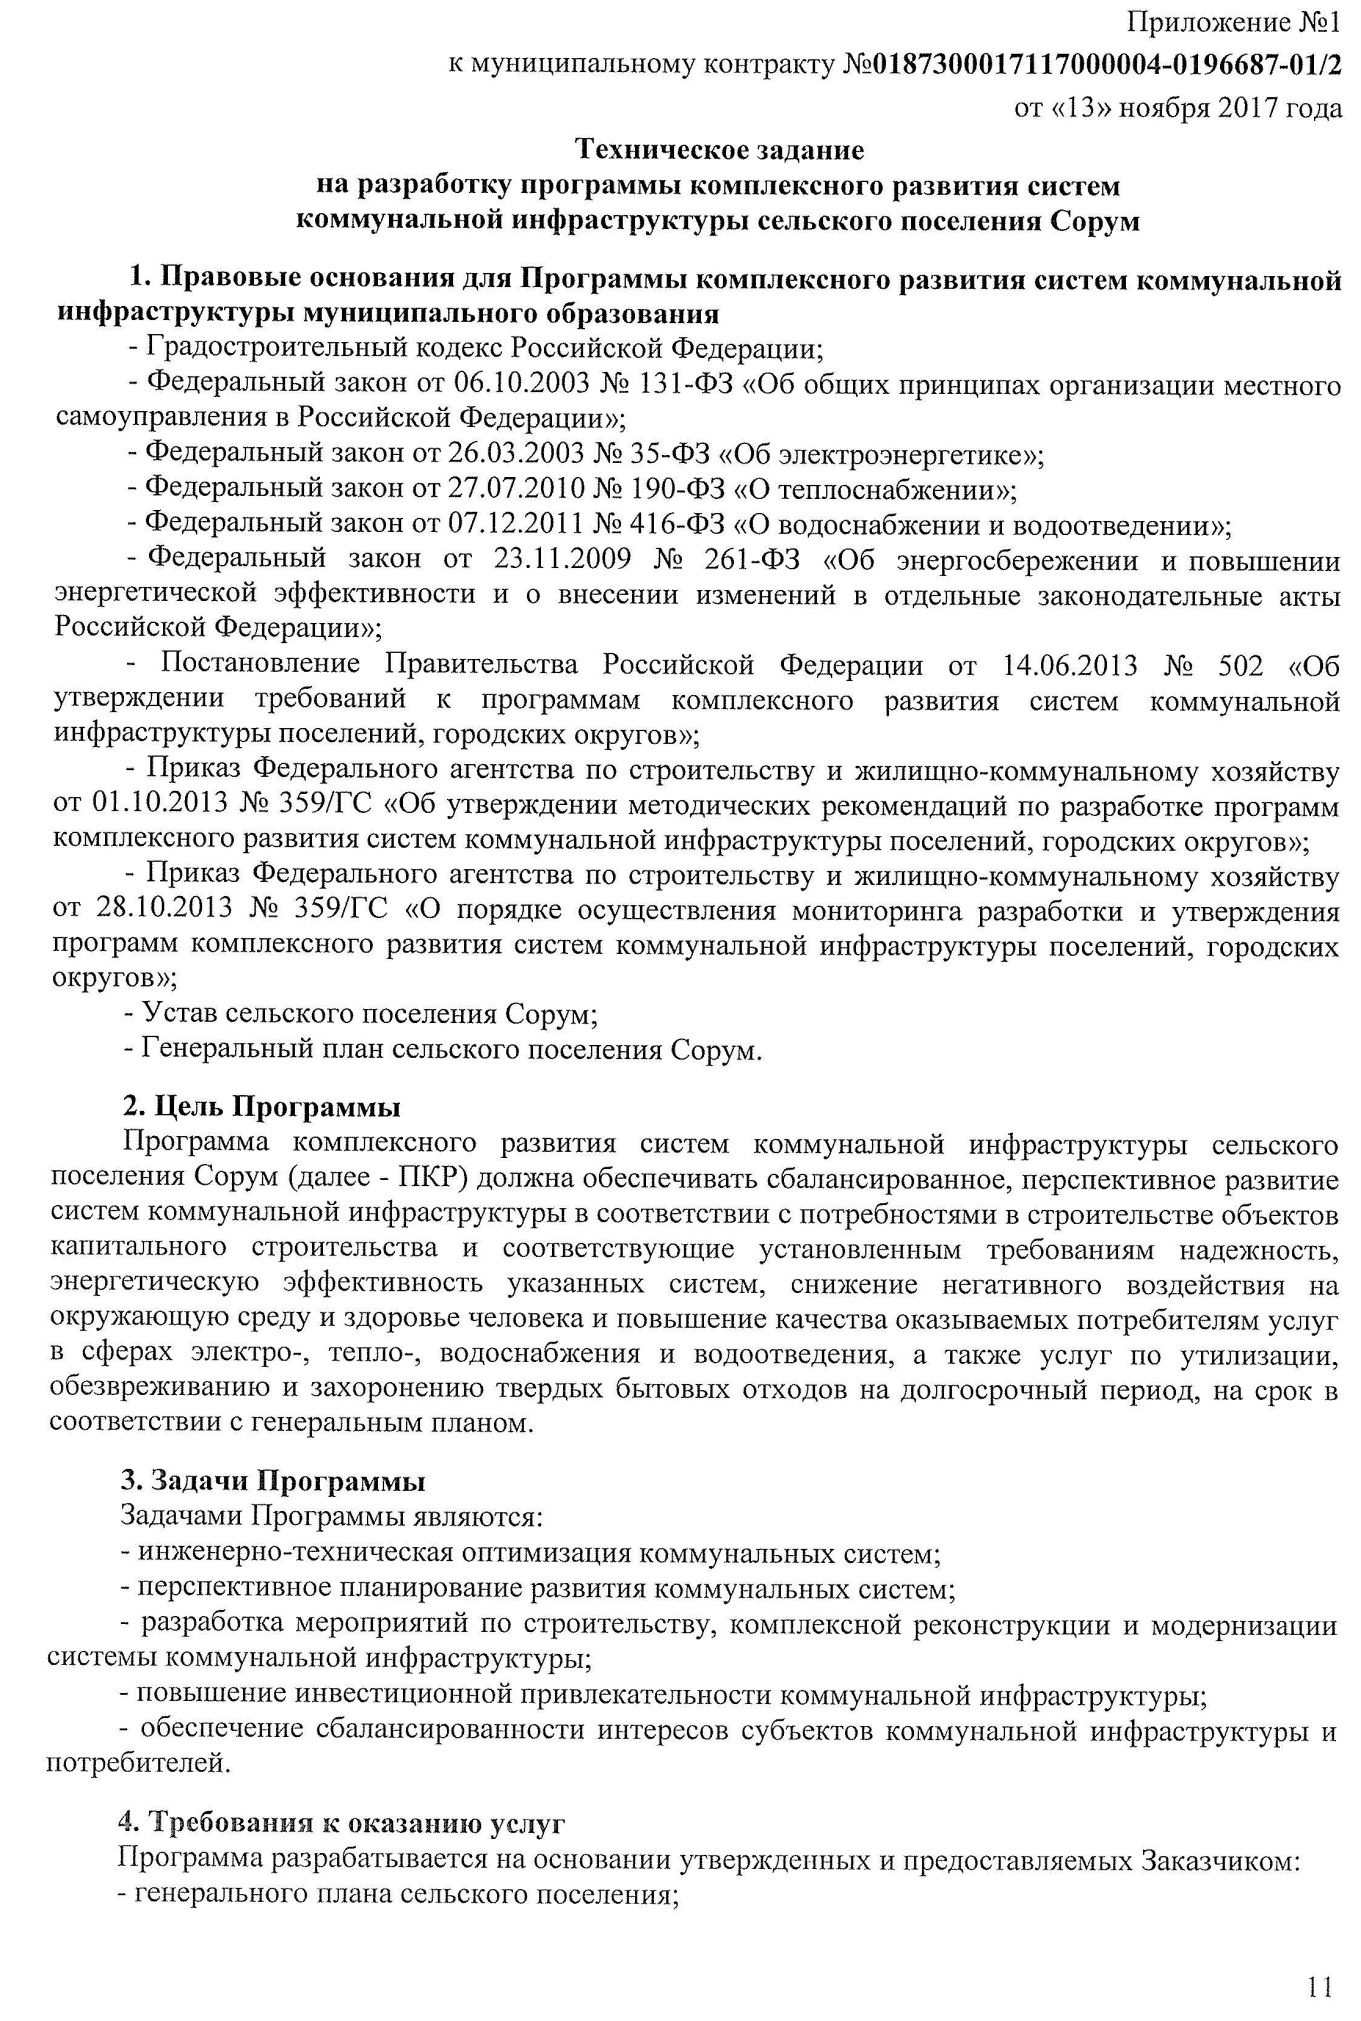 Приложение №1
к муниципальному контракту №0187300017117000004-0196687-01/2
от «13» ноября 2017 года
Техническое задание
на разработку программы комплексного развития систем
коммунальной инфраструктуры сельского поселения Сорум
1. Правовые основания для Программы комплексного развития систем коммунальной
инфраструктуры муниципального образования
- Градостроительный кодекс Российской Федерации;
- Федеральный закон от 06.10.2003 № 131-ФЗ «Об общих принципах организации местного
самоуправления в Российской Федерации»;
- Федеральный закон от 26.03.2003 № 35-ФЗ «Об электроэнергетике»;
- Федеральный закон от 27.07.2010 № 190-ФЗ «О теплоснабжении»;
- Федеральный закон от 07.12.2011 № 416-ФЗ «О водоснабжении и водоотведении»;
- Федеральный закон от 23.11.2009 № 261-ФЗ «Об энергосбережении и повышении
энергетической эффективности и о внесении изменений в отдельные законодательные акты
Российской Федерации»;
- Постановление Правительства Российской Федерации от 14.06.2013 № 502 «Об
утверждении требований к программам комплексного развития систем коммунальной
инфраструктуры поселений, городских округов»;
- Приказ Федерального агентства по строительству и жилищно-коммунальному хозяйству
от 01.10.2013 № 359/ГС «Об утверждении методических рекомендаций по разработке программ
комплексного развития систем коммунальной инфраструктуры поселений, городских округов»;
- Приказ Федерального агентства по строительству и жилищно-коммунальному хозяйству
от 28.10.2013 № 359/ГС «О порядке осуществления мониторинга разработки и утверждения
программ комплексного развития систем коммунальной инфраструктуры поселений, городских
округов»;
- Устав сельского поселения Сорум;
- Генеральный план сельского поселения Сорум.
2. Цель Программы
Программа комплексного развития систем коммунальной инфраструктуры сельского
поселения Сорум (далее - ПКР) должна обеспечивать сбалансированное, перспективное развитие
систем коммунальной инфраструктуры в соответствии с потребностями в строительстве объектов
капитального строительства и соответствующие установленным требованиям надежность,
энергетическую эффективность указанных систем, снижение негативного воздействия на
окружающую среду и здоровье человека и повышение качества оказываемых потребителям услуг
в сферах электро-, тепло-, водоснабжения и водоотведения, а также услуг по утилизации,
обезвреживанию и захоронению твердых бытовых отходов на долгосрочный период, на срок в
соответствии с генеральным планом.
3. Задачи Программы
Задачами Программы являются:
- инженерно-техническая оптимизация коммунальных систем;
- перспективное планирование развития коммунальных систем;
- разработка мероприятий по строительству, комплексной реконструкции и модернизации
системы коммунальной инфраструктуры;
- повышение инвестиционной привлекательности коммунальной инфраструктуры;
- обеспечение сбалансированности интересов субъектов коммунальной инфраструктуры и
потребителей.
4. Требования к оказанию услуг
Программа разрабатывается на основании утвержденных и предоставляемых Заказчиком:
- генерального плана сельского поселения;
11